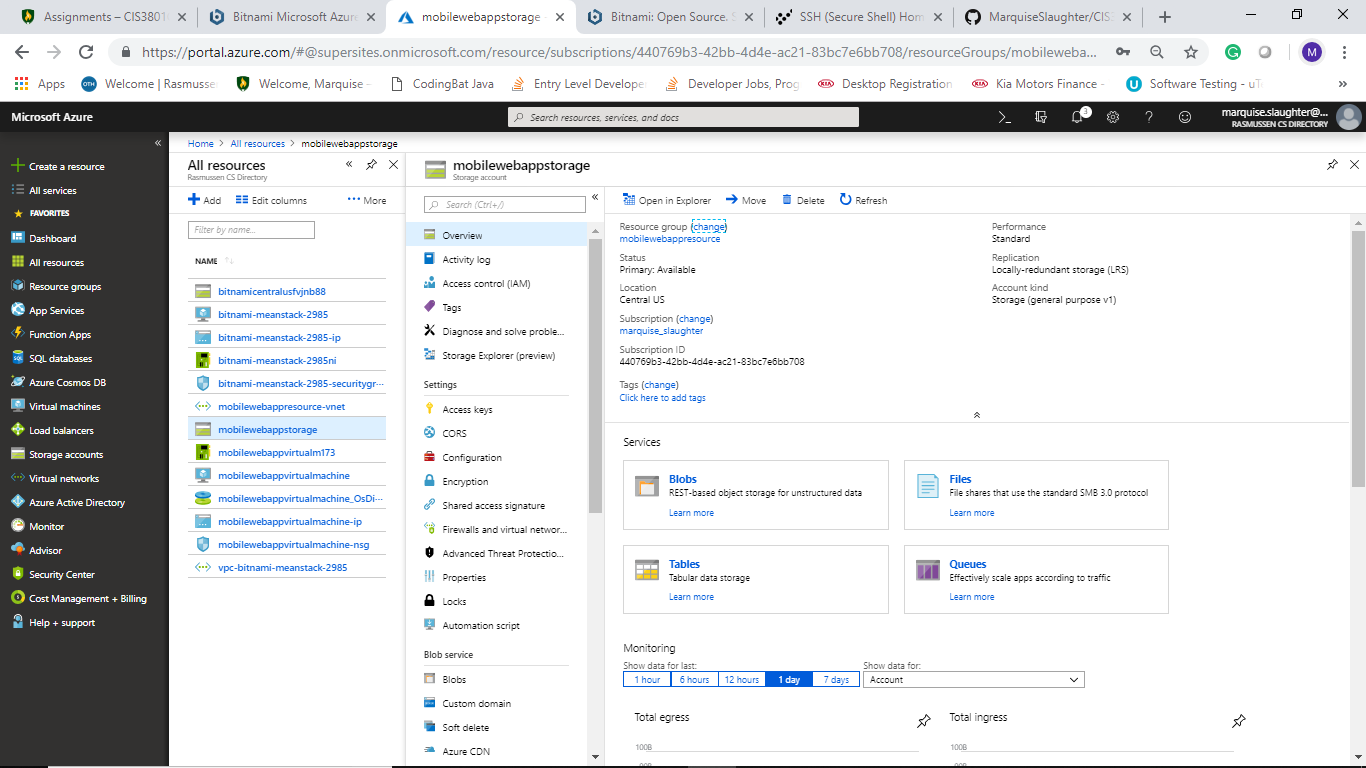 Assignments – CIS3801
Bitnami Microsoft Azure
mobilewebappstorage -
Bitnami: Open Source. S
SSH (Secure Shell) Hom
MarquiseSlaughter/CIS3
https://portal.azure.com/#@supersites.onmicrosoft.com/resource/subscriptions/440769b3-42bb-4d4e-ac21-83bc7e6bb708/resourceGroups/mobileweba...
M
Apps
Welcome | Rasmusse
Welcome, Marquise –
CodingBat Java
Entry Level Develope
Developer Jobs, Prog
Desktop Registration
Kia Motors Finance -
Software Testing - uT
Microsoft Azure
Search resources, services, and docs
3
marquise.slaughter@...
RASMUSSEN CS DIRECTORY
Create a resource
All services
FAVORITES
Dashboard
All resources
Resource groups
App Services
Function Apps
SQL databases
Azure Cosmos DB
Virtual machines
Load balancers
Storage accounts
Virtual networks
Azure Active Directory
Monitor
Advisor
Security Center
Cost Management + Billing
Help + support
Home > All resources > mobilewebappstorage
All resources
Rasmussen CS Directory
Add
Edit columns
More
Filter by name...
NAME
bitnamicentralusfvjnb88
bitnami-meanstack-2985
bitnami-meanstack-2985-ip
bitnami-meanstack-2985ni
bitnami-meanstack-2985-securitygr···
mobilewebappresource-vnet
mobilewebappstorage
mobilewebappvirtualm173
mobilewebappvirtualmachine
mobilewebappvirtualmachine_OsDi···
mobilewebappvirtualmachine-ip
mobilewebappvirtualmachine-nsg
vpc-bitnami-meanstack-2985
mobilewebappstorage
Storage account
Search (Ctrl+/)
Overview
Activity log
Access control (IAM)
Tags
Diagnose and solve proble...
Storage Explorer (preview)
Settings
Access keys
CORS
Configuration
Encryption
Shared access signature
Firewalls and virtual networ...
Advanced Threat Protectio...
Properties
Locks
Automation script
Blob service
Blobs
Custom domain
Soft delete
Azure CDN
Open in Explorer
Move
Delete
Refresh
Resource group (change)
mobilewebappresource
Status
Primary: Available
Location
Central US
Subscription (change)
marquise_slaughter
Subscription ID
440769b3-42bb-4d4e-ac21-83bc7e6bb708
Tags (change)
Click here to add tags
Performance
Standard
Replication
Locally-redundant storage (LRS)
Account kind
Storage (general purpose v1)
Services
Blobs
REST-based object storage for unstructured data
Learn more
Files
File shares that use the standard SMB 3.0 protocol
Learn more
Tables
Tabular data storage
Learn more
Queues
Effectively scale apps according to traffic
Learn more
Monitoring
Show data for last:
1 hour
6 hours
12 hours
1 day
7 days
Show data for:
Account
Total egress
100B
Total ingress
100B